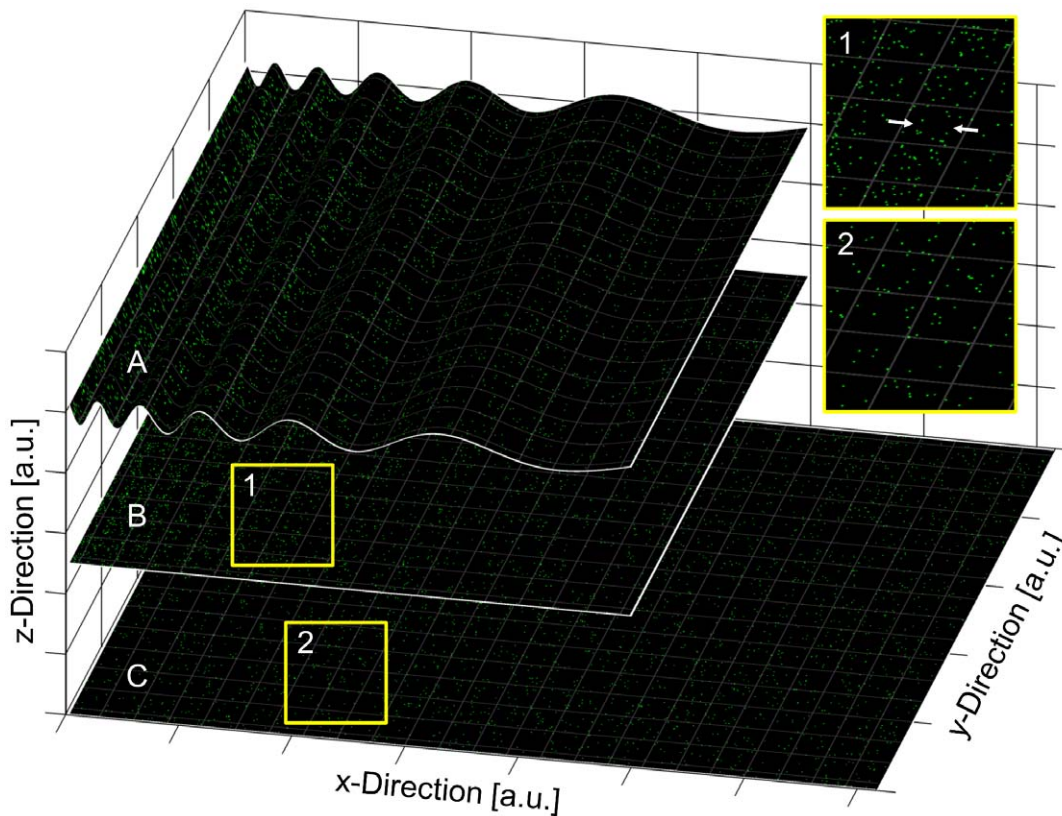 1
2
A
B
1
C
2
z-Direction [a.u.]
x-Direction [a.u.]
y-Direction [a.u.]